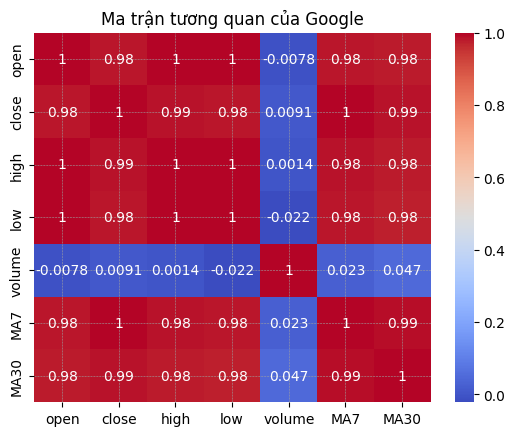 Ma trận tương quan của Google
open 1 0.98 1 1 -0.0078 0.98 0.98
close 0.98 1 0.99 0.98 0.0091 1 0.99
high 1 0.99 1 1 0.0014 0.98 0.98
low 1 0.98 1 1 -0.022 0.98 0.98
volume -0.0078 0.0091 0.0014 -0.022 1 0.023 0.047
MA7 0.98 1 0.98 0.98 0.023 1 0.99
MA30 0.98 0.99 0.98 0.98 0.047 0.99 1
open close high low volume MA7 MA30
1.0
0.8
0.6
0.4
0.2
0.0